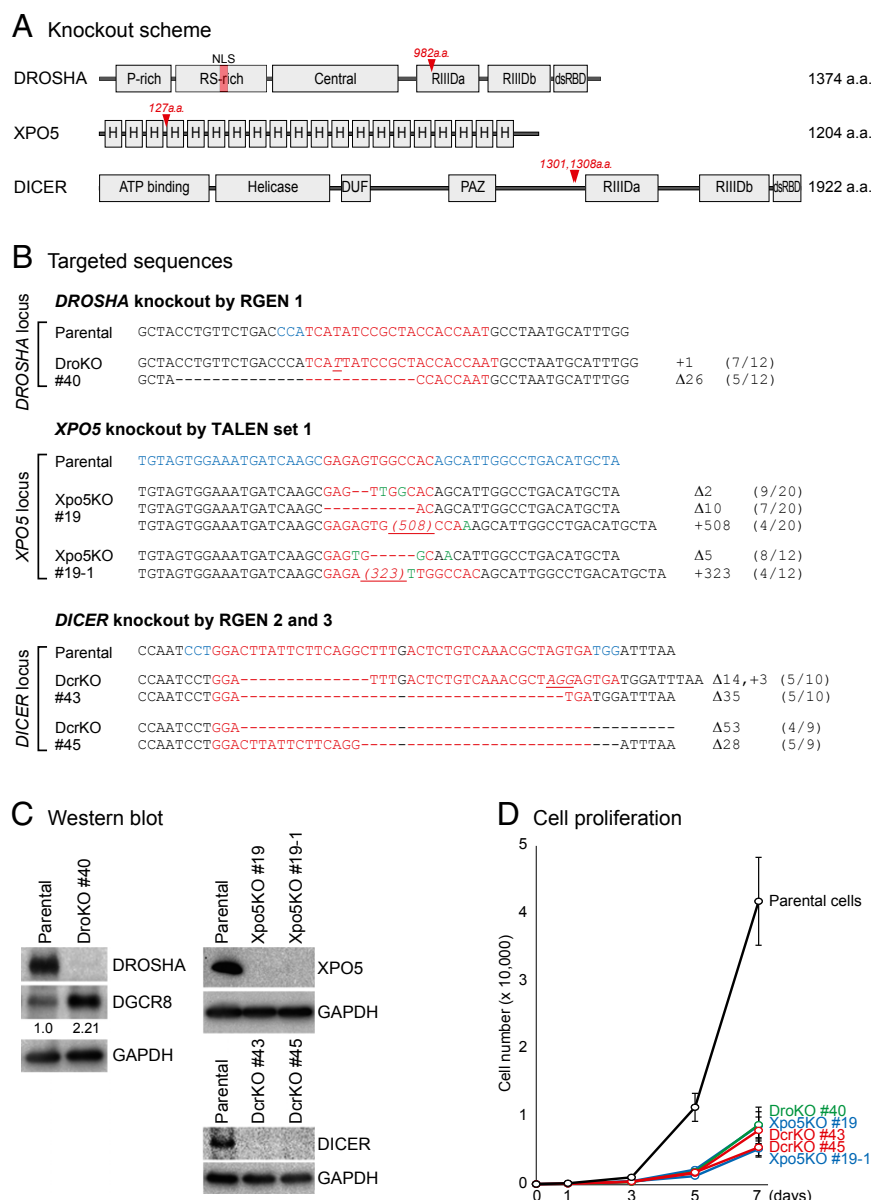 A Knockout scheme
DROSHA P-rich NLS RS-rich Central 982a.a. RIIIDa RIIIDb dsRBD 1374 a.a.
XPO5 127a.a. H H H H H H H H H H H H H H H H H H H H 1204 a.a.
DICER ATP binding Helicase DUF PAZ 1301,1308a.a. RIIIDa RIIIDb dsRBD 1922 a.a.
B Targeted sequences
DROSHA locus
DROSHA knockout by RGEN 1
Parental GCTACCTGTTCTGACCCATCATATCCGCTACCACCAATGCCTAATGCATTTGG
DroKO #40 GCTACCTGTTCTGACCCATCATTATCCGCTACCACCAATGCCTAATGCATTTGG +1 (7/12)
GCTA---------------------------CCACCAATGCCTAATGCATTTGG Δ26 (5/12)
XPO5 locus
XPO5 knockout by TALEN set 1
Parental TGTAGTGGAAATGATCAAGCGAGAGTGGCCACAGCATTGGCCTGACATGCTA
Xpo5KO #19 TGTAGTGGAAATGATCAAGCGAG--TTGGCACAGCATTGGCCTGACATGCTA Δ2 (9/20)
TGTAGTGGAAATGATCAAGC----------ACAGCATTGGCCTGACATGCTA Δ10 (7/20)
TGTAGTGGAAATGATCAAGCGAGAGTG(508)CCAAAGCATTGGCCTGACATGCTA +508 (4/20)
Xpo5KO #19-1 TGTAGTGGAAATGATCAAGCGAGTG-----GCAACATTGGCCTGACATGCTA Δ5 (8/12)
TGTAGTGGAAATGATCAAGCGAGA(323)TTGGCCACAGCATTGGCCTGACATGCTA +323 (4/12)
DICER locus
DICER knockout by RGEN 2 and 3
Parental CCAATCCTGGACTTATTCTTCAGGCTTTGACTCTGTCAAACGCTAGTGATGGATTTAA
DcrKO #43 CCAATCCTGGA--------------TTTGACTCTGTCAAACGCTAGGAGTGATGGATTTAA Δ14,+3 (5/10)
CCAATCCTGGA-----------------------------------TGATGGATTTAA Δ35 (5/10)
DcrKO #45 CCAATCCTGGA----------------------------------------------- Δ53 (4/9)
CCAATCCTGGACTTATTCTTCAGG----------------------------ATTTAA Δ28 (5/9)
C Western blot
Parental DroKO #40
DROSHA
DGCR8
1.0 2.21
GAPDH
Parental Xpo5KO #19 Xpo5KO #19-1
XPO5
GAPDH
Parental DcrKO #43 DcrKO #45
DICER
GAPDH
D Cell proliferation
Cell number (x 10,000)
5
4
3
2
1
0
Parental cells
DroKO #40
Xpo5KO #19
DcrKO #43
DcrKO #45
Xpo5KO #19-1
0 1 3 5 7 (days)